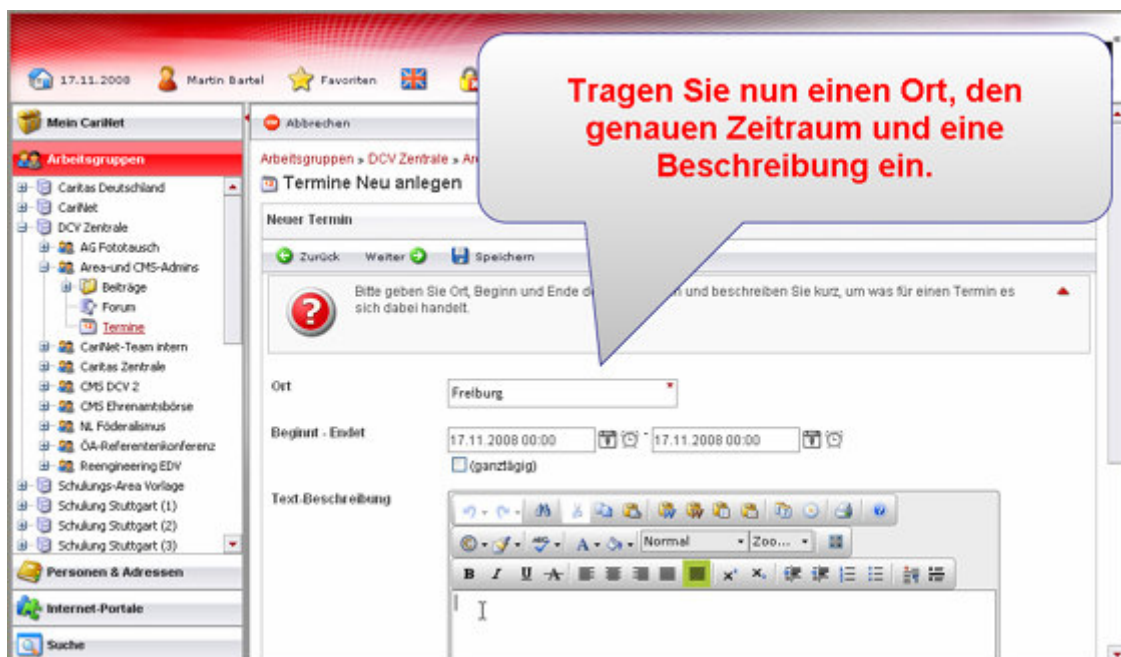 17.11.2008 Martin Bartel Favoriten
Tragen Sie nun einen Ort, den
genauen Zeitraum und eine
Beschreibung ein.
Mein CariNet
Arbeitsgruppen
Caritas Deutschland
CariNet
DCV Zentrale
AG Fototausch
Area-und CMS-Admins
Beiträge
Forum
Termine
CariNet-Team intern
Caritas Zentrale
CMS DCV 2
CMS Ehrenamtsbörse
NL Föderalismus
ÖA-Referentenkonferenz
Reengineering EDV
Schulungs-Area Vorlage
Schulung Stuttgart (1)
Schulung Stuttgart (2)
Schulung Stuttgart (3)
Personen & Adressen
Internet-Portale
Suche
Abbrechen
Arbeitsgruppen » DCV Zentrale »
Termine Neu anlegen
Neuer Termin
Zurück Weiter Speichern
Bitte geben Sie Ort, Beginn und Ende und beschreiben Sie kurz, um was für einen Termin es
sich dabei handelt.
Ort Freiburg *
Beginnt - Endet 17.11.2008 00:00 - 17.11.2008 00:00
(ganztägig)
Text-Beschreibung
Normal Zoo...
B I U A x² x₂